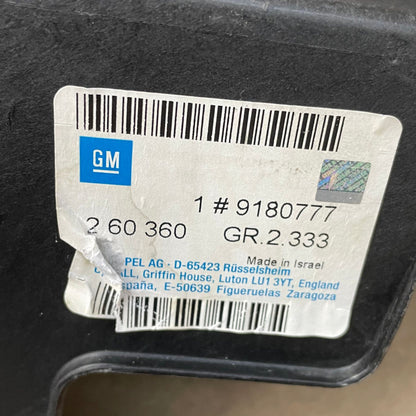 GM
1 # 9180777
2 60 360 GR.2.333
PEL AG · D-65423 Rüsselsheim
Made in Israel
ALL, Griffin House, Luton LU1 3YT, England
spaña, E-50639 Figueruelas Zaragoza